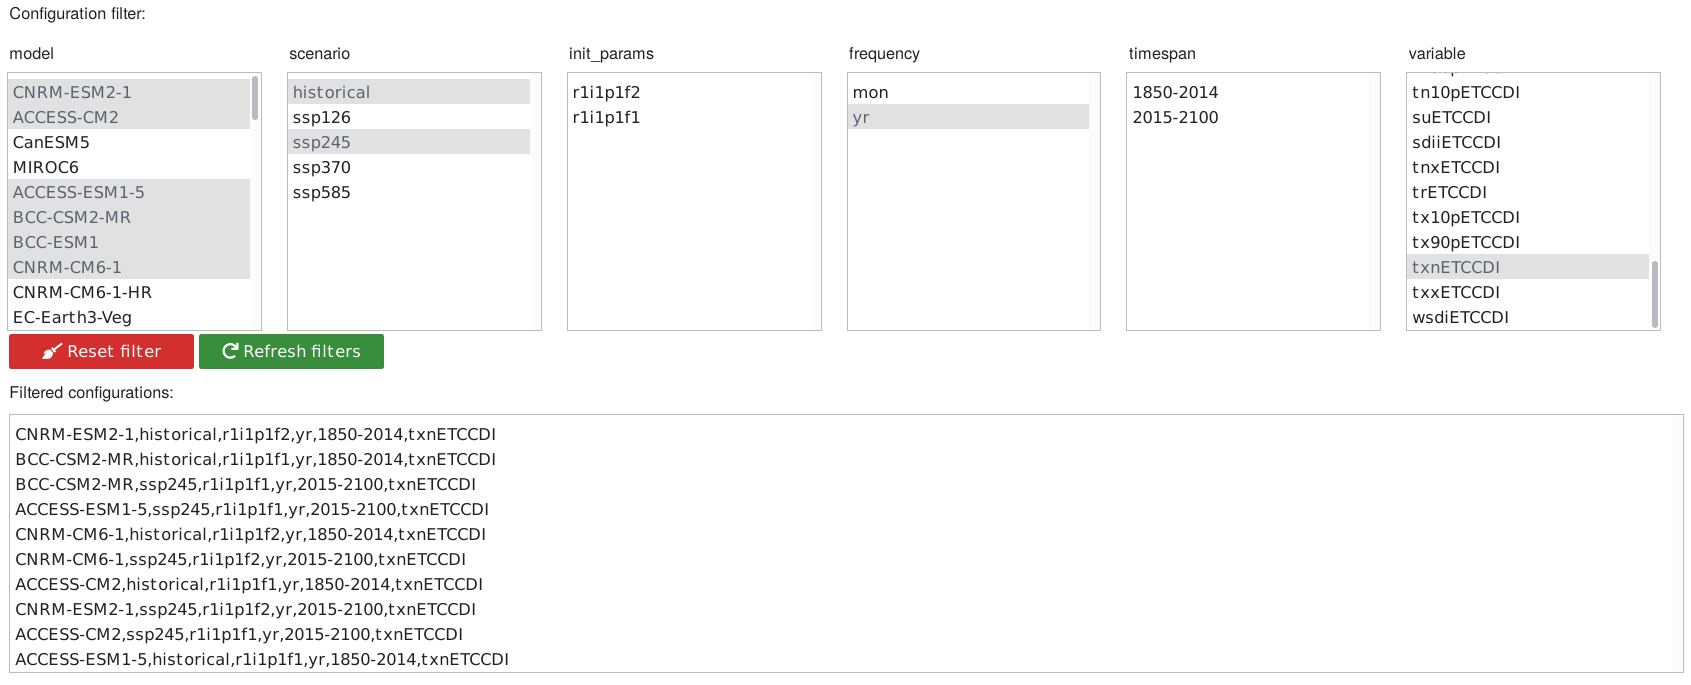 Configuration filter:
model
scenario
init_params
frequency
timespan
variable
CNRM-ESM2-1
ACCESS-CM2
CanESM5
MIROC6
ACCESS-ESM1-5
BCC-CSM2-MR
BCC-ESM1
CNRM-CM6-1
CNRM-CM6-1-HR
EC-Earth3-Veg
historical
ssp126
ssp245
ssp370
ssp585
r1i1p1f2
r1i1p1f1
mon
yr
1850-2014
2015-2100
tn10pETCCDI
suETCCDI
sdiiETCCDI
tnxETCCDI
trETCCDI
tx10pETCCDI
tx90pETCCDI
txnETCCDI
txxETCCDI
wsdiETCCDI
Reset filter
Refresh filters
Filtered configurations:
CNRM-ESM2-1,historical,r1i1p1f2,yr,1850-2014,txnETCCDI
BCC-CSM2-MR,historical,r1i1p1f1,yr,1850-2014,txnETCCDI
BCC-CSM2-MR,ssp245,r1i1p1f1,yr,2015-2100,txnETCCDI
ACCESS-ESM1-5,ssp245,r1i1p1f1,yr,2015-2100,txnETCCDI
CNRM-CM6-1,historical,r1i1p1f2,yr,1850-2014,txnETCCDI
CNRM-CM6-1,ssp245,r1i1p1f2,yr,2015-2100,txnETCCDI
ACCESS-CM2,historical,r1i1p1f1,yr,1850-2014,txnETCCDI
CNRM-ESM2-1,ssp245,r1i1p1f2,yr,2015-2100,txnETCCDI
ACCESS-CM2,ssp245,r1i1p1f1,yr,2015-2100,txnETCCDI
ACCESS-ESM1-5,historical,r1i1p1f1,yr,1850-2014,txnETCCDI